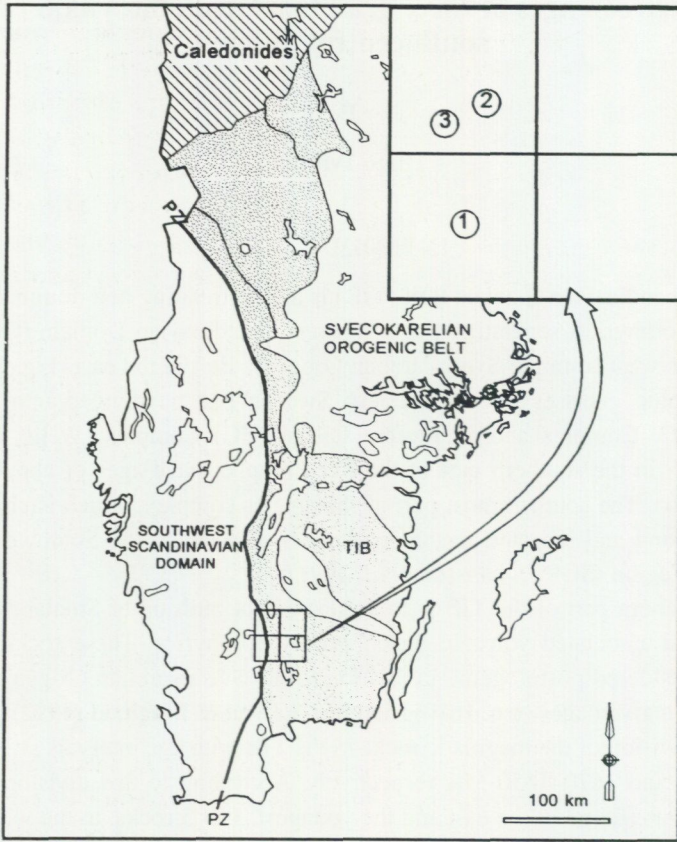 Caledonides
2
3
1
PZ
SVECOKARELIAN
OROGENIC BELT
SOUTHWEST
SCANDINAVIAN
DOMAIN
TIB
100 km
PZ